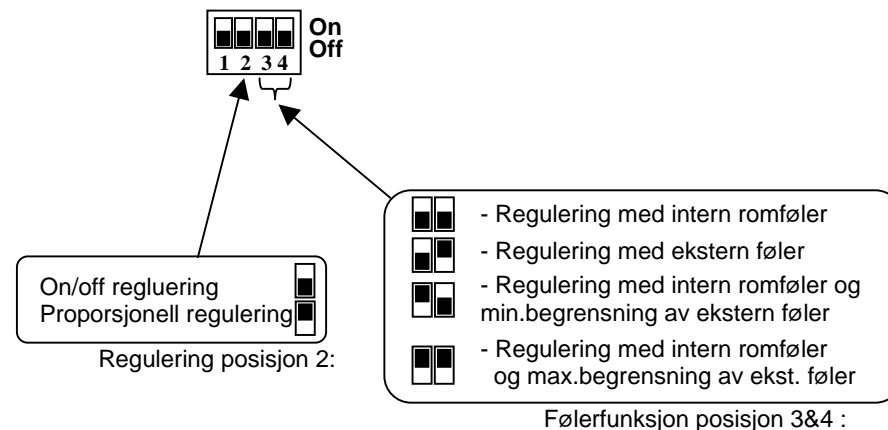 On
Off
1 2 3 4
- Regulering med intern romføler
- Regulering med ekstern føler
- Regulering med intern romføler og
min.begrensning av ekstern føler
- Regulering med intern romføler
og max.begrensning av ekst. føler
Følerfunksjon posisjon 3&4 :
On/off regluering
Proporsjonell regulering
Regulering posisjon 2: